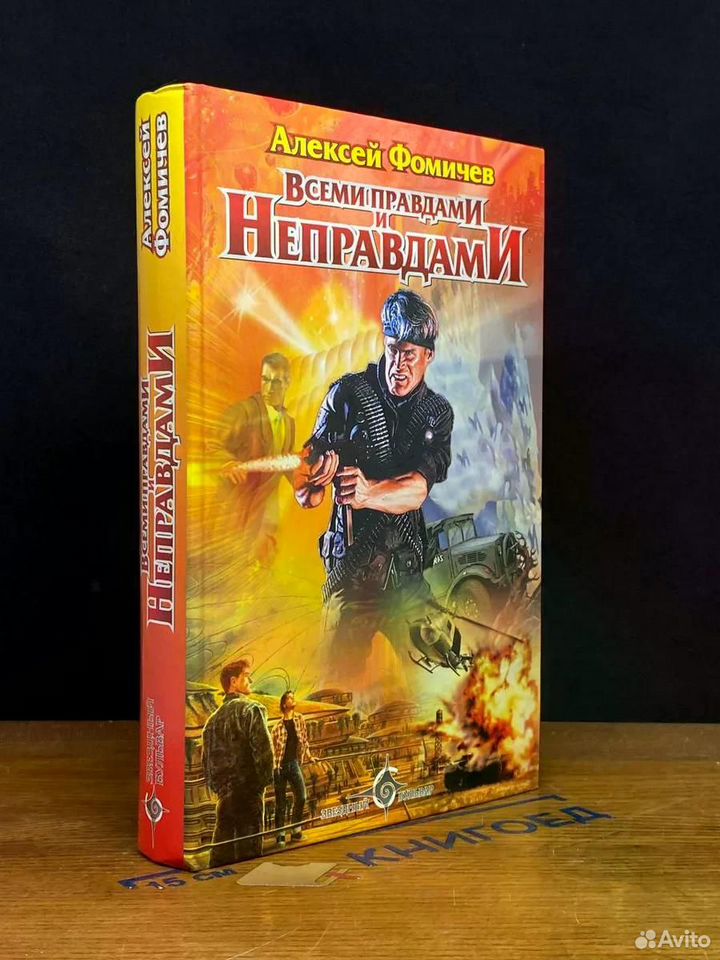 Алексей Фомичев
Всеми правдами
и
Неправдами
ЗВЕЗДНЫЙ БУЛЬВАР
Алексей
Фомичев
Всеми правдами
и
Неправдами
ЗВЕЗДНЫЙ
БУЛЬВАР
15 см
КНИГОЕД
Avito